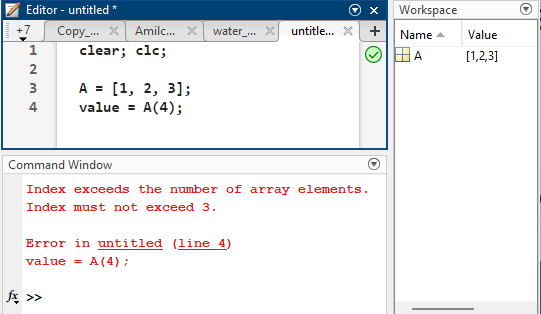 Editor - untitled *
+7 Copy_... Amilc... water_... untitle... +
1 clear; clc;
2
3 A = [1, 2, 3];
4 value = A(4);
Command Window
Index exceeds the number of array elements.
Index must not exceed 3.
Error in untitled (line 4)
value = A(4);
fx >>
Workspace
Name Value
A [1,2,3]